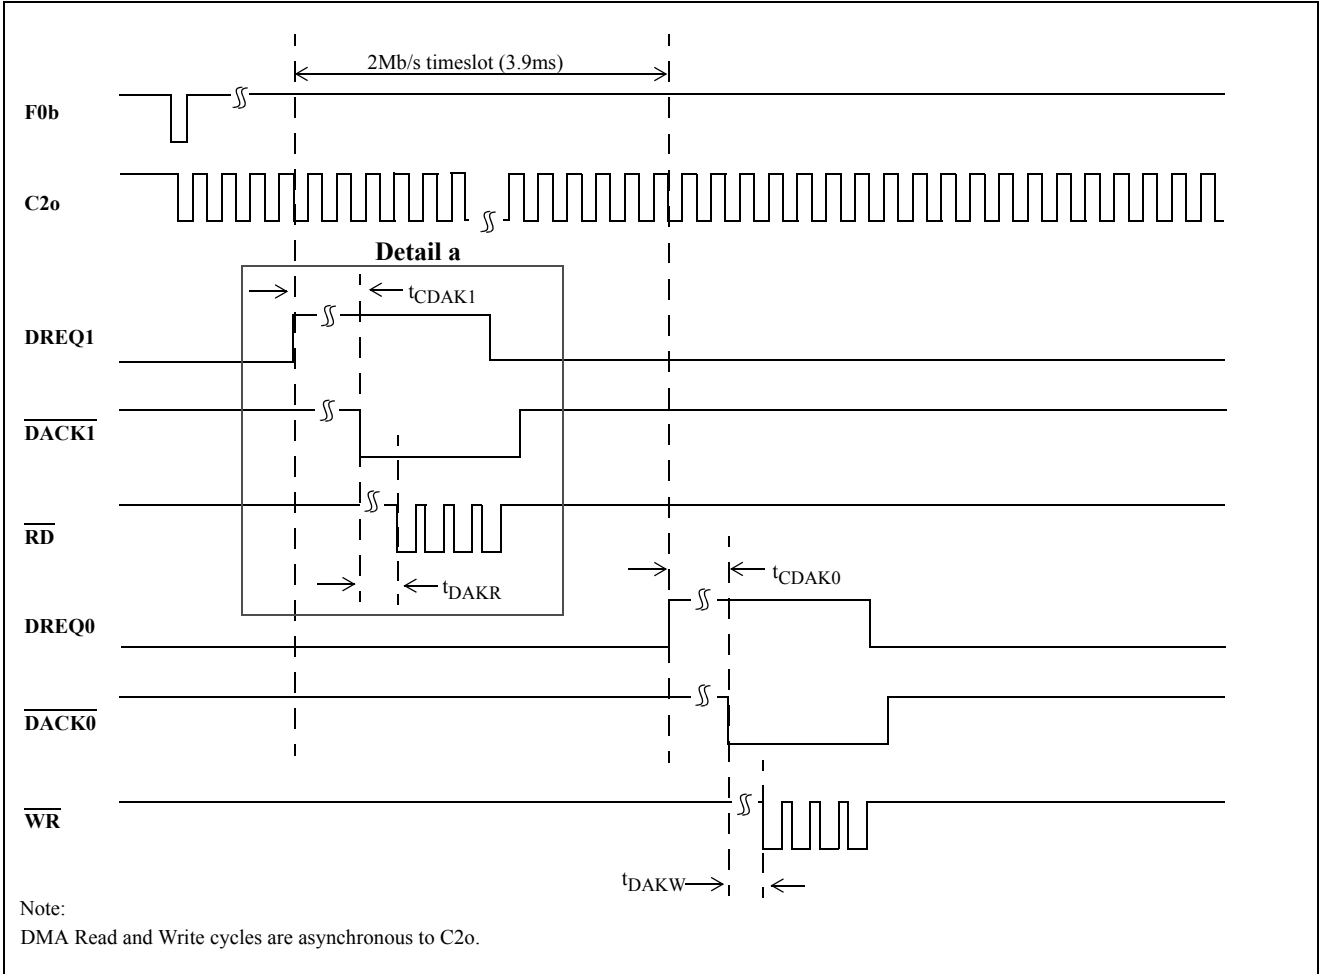 2Mb/s timeslot (3.9ms)
F0b
C2o
Detail a
tCDAK1
DREQ1
DACK1
RD
tDAKR
tCDAK0
DREQ0
DACK0
WR
tDAKW
Note:
DMA Read and Write cycles are asynchronous to C2o.